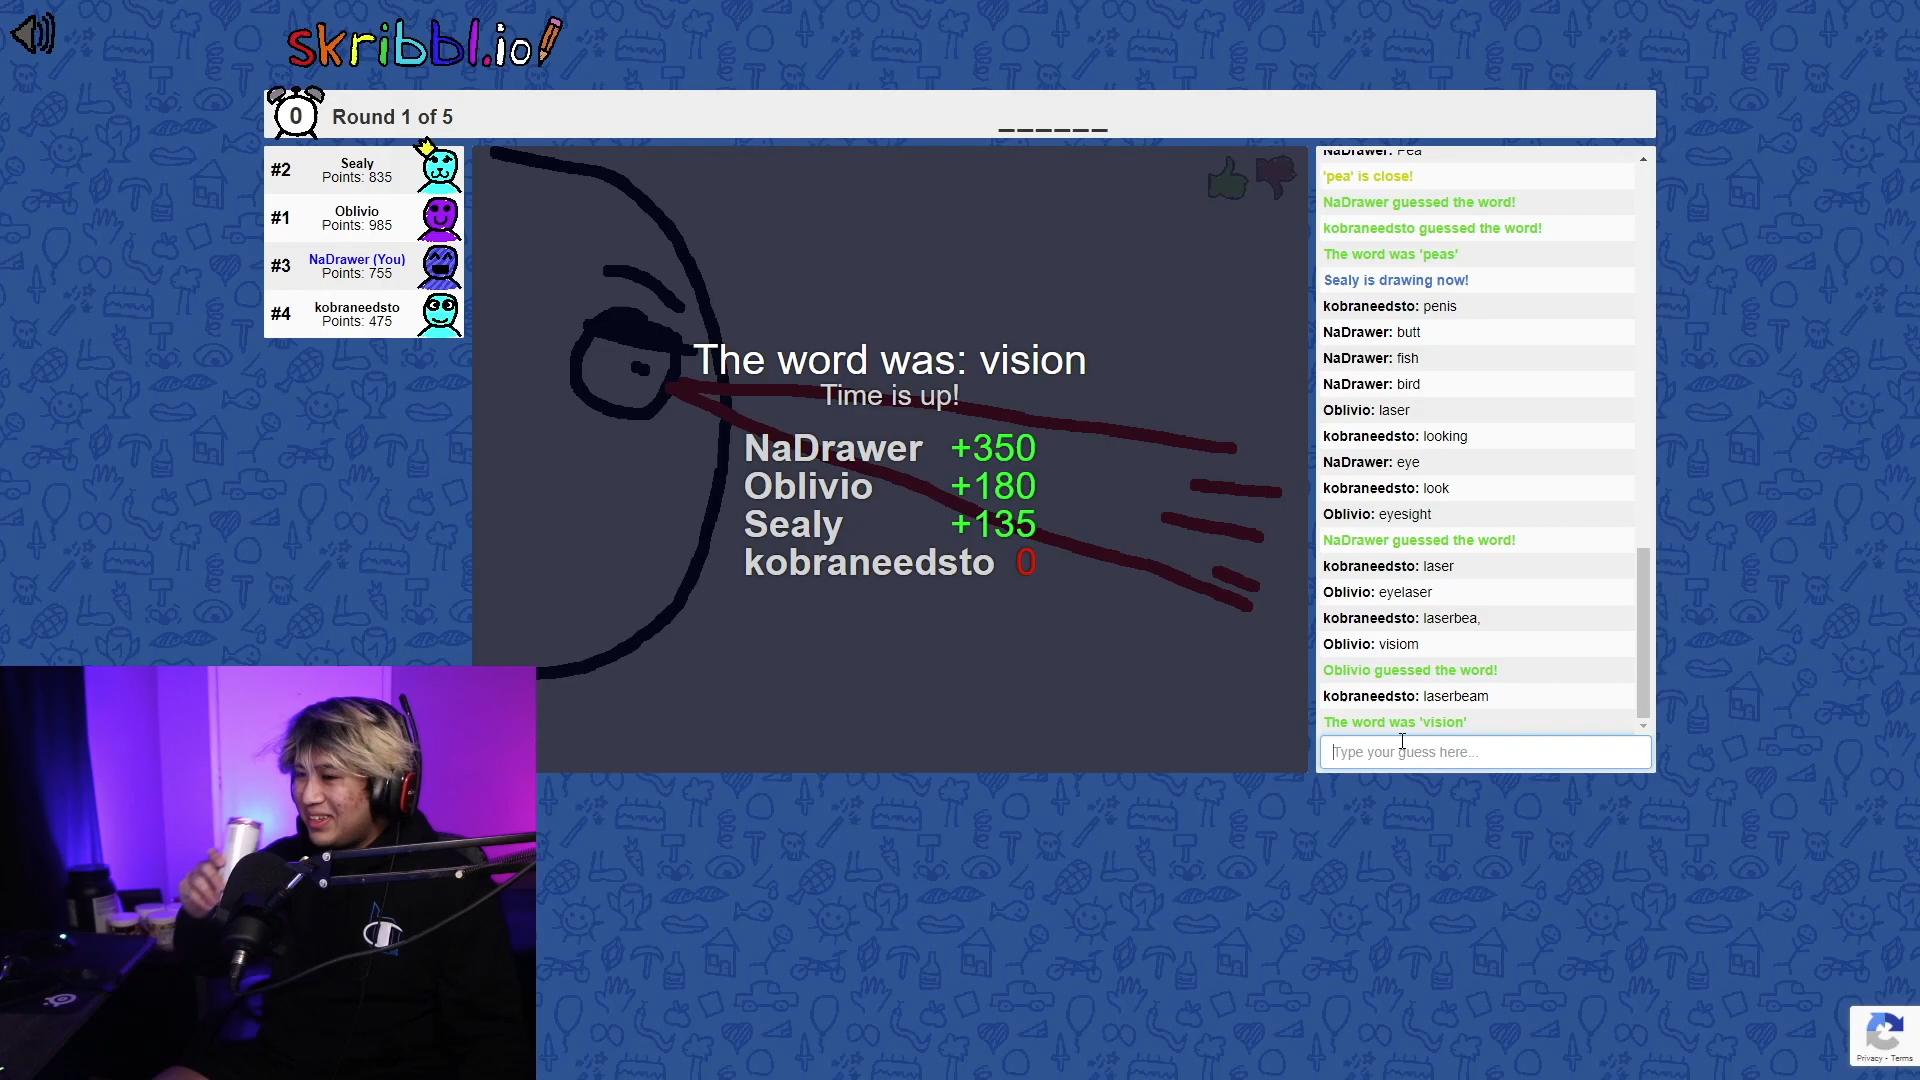 skribbl.io
0
Round 1 of 5
______
#2
Sealy
Points: 835
#1
Oblivio
Points: 985
#3
NaDrawer (You)
Points: 755
#4
kobraneedsto
Points: 475
The word was: vision
Time is up!
NaDrawer +350
Oblivio +180
Sealy +135
kobraneedsto 0
NaDrawer: Pea
'pea' is close!
NaDrawer guessed the word!
kobraneedsto guessed the word!
The word was 'peas'
Sealy is drawing now!
kobraneedsto: penis
NaDrawer: butt
NaDrawer: fish
NaDrawer: bird
Oblivio: laser
kobraneedsto: looking
NaDrawer: eye
kobraneedsto: look
Oblivio: eyesight
NaDrawer guessed the word!
kobraneedsto: laser
Oblivio: eyelaser
kobraneedsto: laserbea,
Oblivio: visiom
Oblivio guessed the word!
kobraneedsto: laserbeam
The word was 'vision'
Type your guess here...
Privacy - Terms